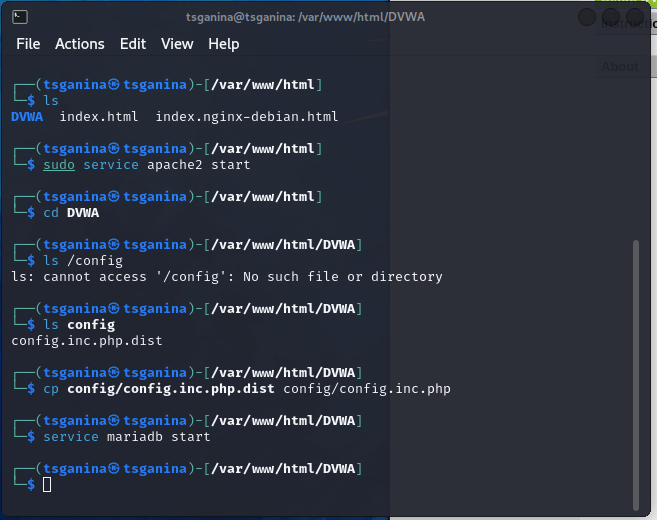 tsganina@tsganina: /var/www/html/DVWA
File Actions Edit View Help
┌──(tsganina㉿tsganina)-[/var/www/html]
└─$ ls
DVWA index.html index.nginx-debian.html
┌──(tsganina㉿tsganina)-[/var/www/html]
└─$ sudo service apache2 start
┌──(tsganina㉿tsganina)-[/var/www/html]
└─$ cd DVWA
┌──(tsganina㉿tsganina)-[/var/www/html/DVWA]
└─$ ls /config
ls: cannot access '/config': No such file or directory
┌──(tsganina㉿tsganina)-[/var/www/html/DVWA]
└─$ ls config
config.inc.php.dist
┌──(tsganina㉿tsganina)-[/var/www/html/DVWA]
└─$ cp config/config.inc.php.dist config/config.inc.php
┌──(tsganina㉿tsganina)-[/var/www/html/DVWA]
└─$ service mariadb start
┌──(tsganina㉿tsganina)-[/var/www/html/DVWA]
└─$
About